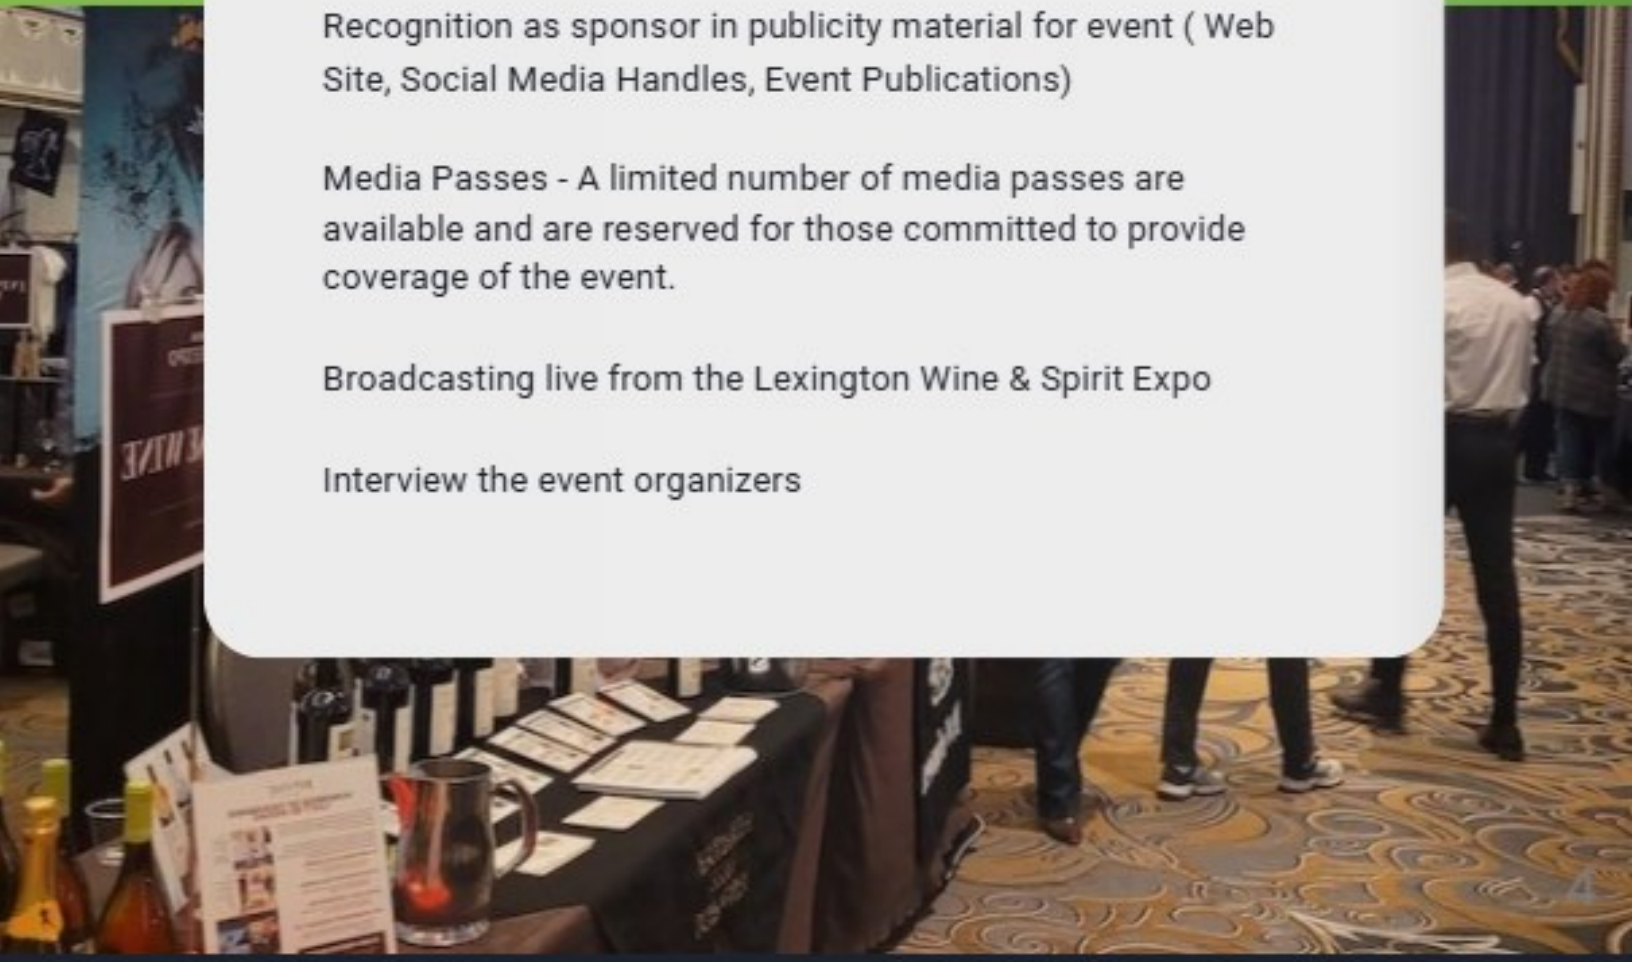 Recognition as sponsor in publicity material for event ( Web
Site, Social Media Handles, Event Publications)
Media Passes - A limited number of media passes are
available and are reserved for those committed to provide
coverage of the event.
Broadcasting live from the Lexington Wine & Spirit Expo
Interview the event organizers
WINE
4